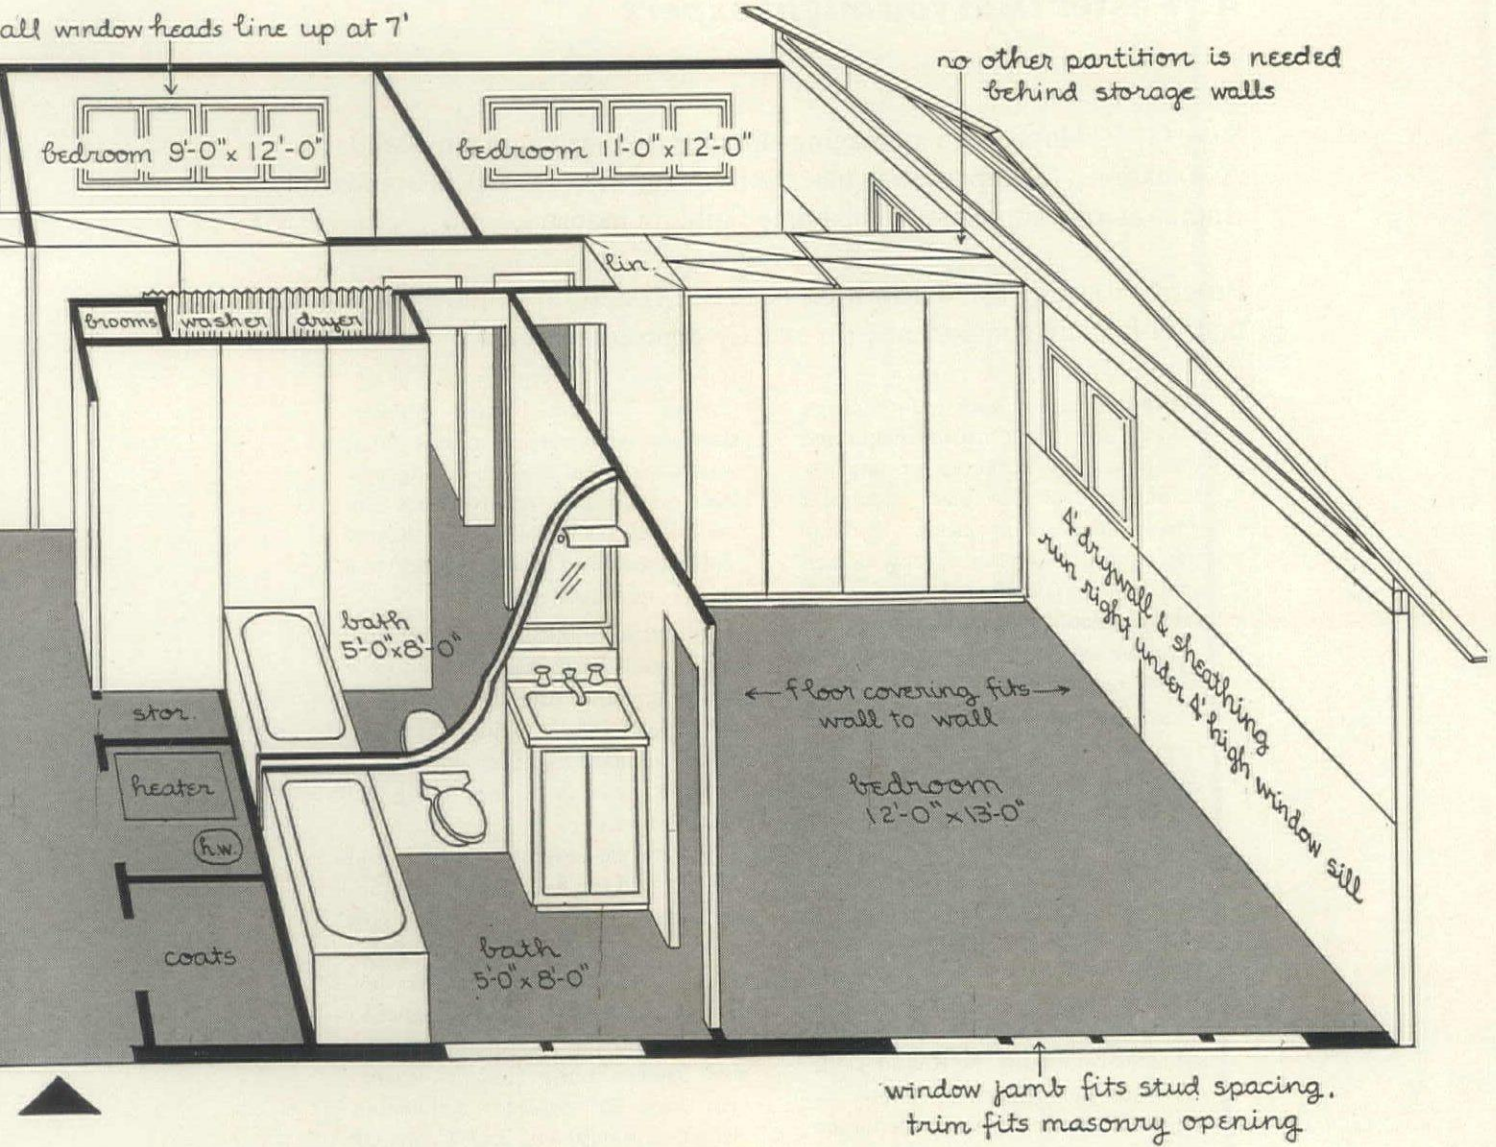 all window heads line up at 7'
no other partition is needed
behind storage walls
bedroom 9'-0" x 12'-0"
bedroom 11'-0" x 12'-0"
lin.
brooms
washer
dryer
bath
5'-0" x 8'-0"
4' drywall & sheathing
run right under 4' high window sill
stor.
floor covering fits
wall to wall
heater
bedroom
12'-0" x 13'-0"
h.w.
coats
bath
5'-0" x 8'-0"
window jamb fits stud spacing.
trim fits masonry opening